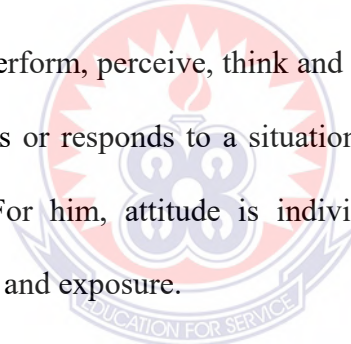 erform, perceive, think and
s or responds to a situation
For him, attitude is indivi
and exposure.
EDUCATION FOR SERVICE